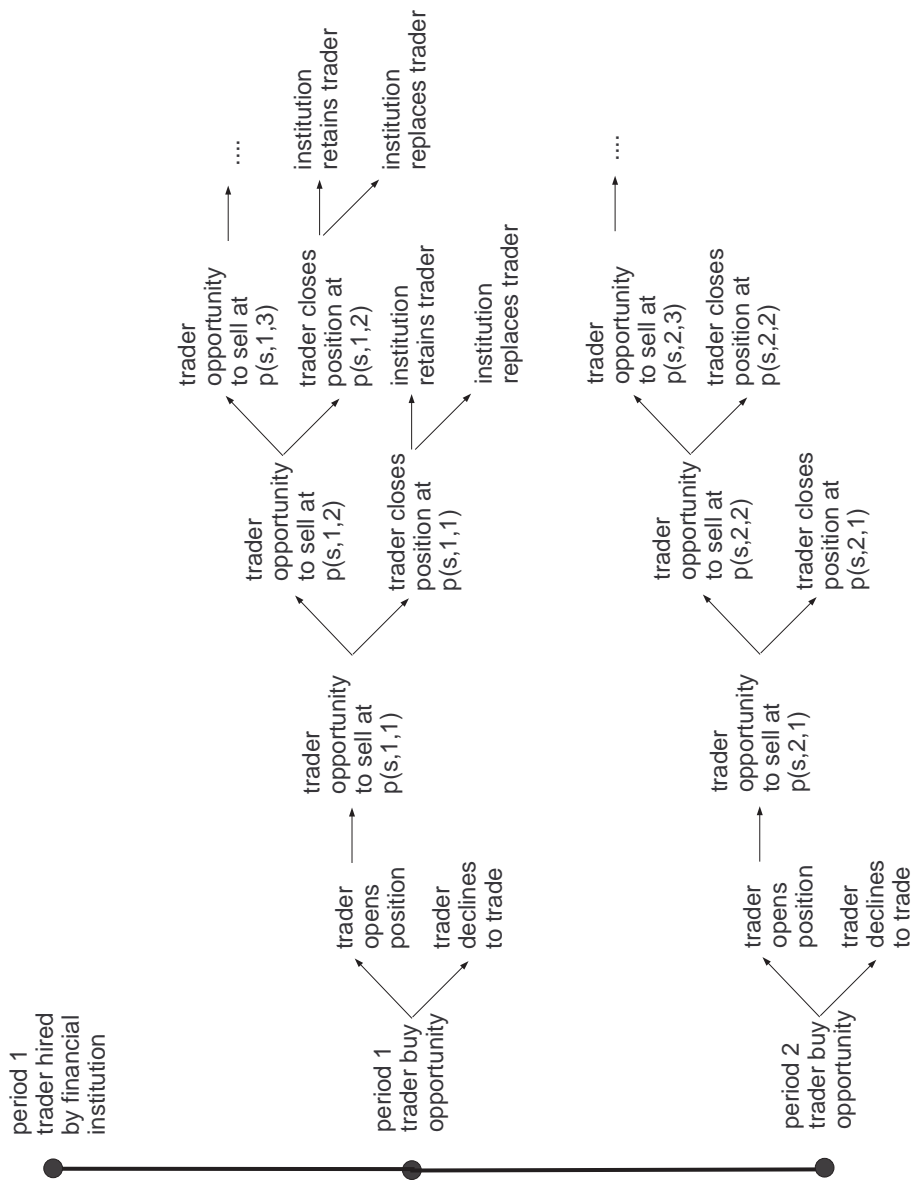 period 1
trader hired
by financial
institution
period 1
trader buy
opportunity
trader
opens
position
trader
declines
to trade
trader
opportunity
to sell at
p(s,1,1)
trader
opportunity
to sell at
p(s,1,2)
trader closes
position at
p(s,1,1)
trader
opportunity
to sell at
p(s,1,3)
trader closes
position at
p(s,1,2)
institution
retains trader
institution
replaces trader
....
institution
retains trader
institution
replaces trader
period 2
trader buy
opportunity
trader
opens
position
trader
declines
to trade
trader
opportunity
to sell at
p(s,2,1)
trader
opportunity
to sell at
p(s,2,2)
trader closes
position at
p(s,2,1)
trader
opportunity
to sell at
p(s,2,3)
trader closes
position at
p(s,2,2)
....